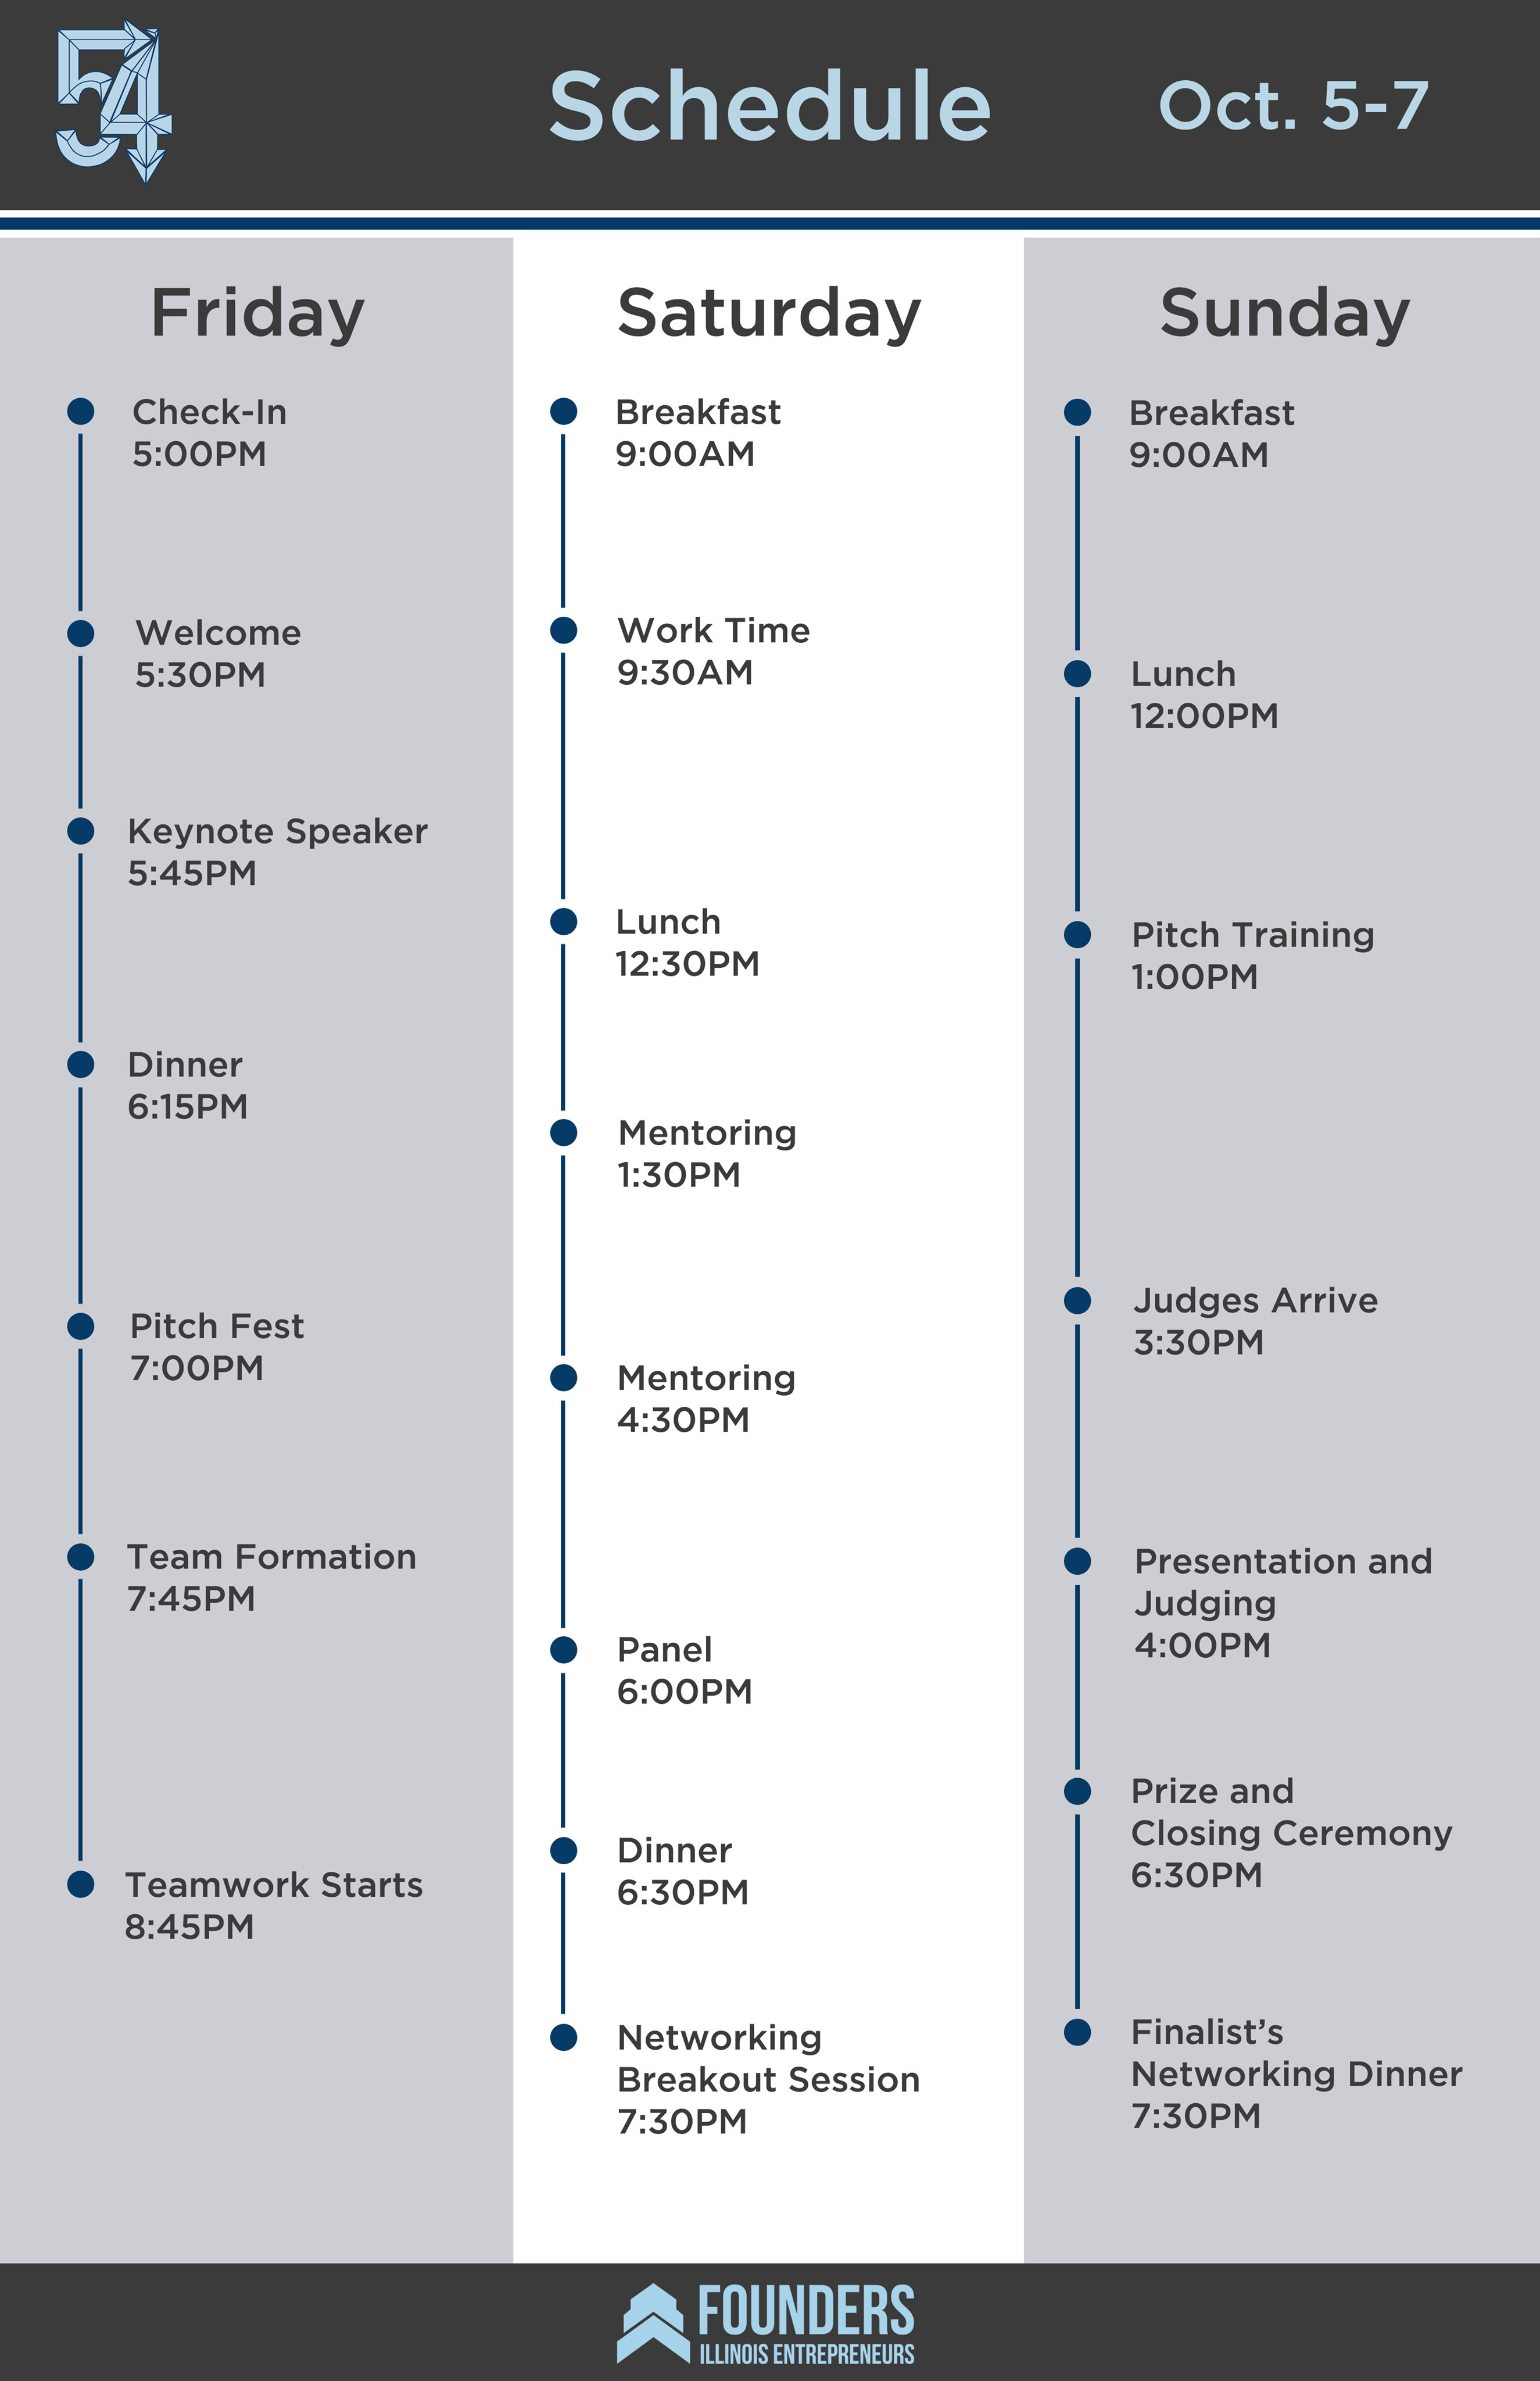 54
Schedule
Oct. 5-7
Friday
Check-In
5:00PM
Welcome
5:30PM
Keynote Speaker
5:45PM
Dinner
6:15PM
Pitch Fest
7:00PM
Team Formation
7:45PM
Teamwork Starts
8:45PM
Saturday
Breakfast
9:00AM
Work Time
9:30AM
Lunch
12:30PM
Mentoring
1:30PM
Mentoring
4:30PM
Panel
6:00PM
Dinner
6:30PM
Networking
Breakout Session
7:30PM
Sunday
Breakfast
9:00AM
Lunch
12:00PM
Pitch Training
1:00PM
Judges Arrive
3:30PM
Presentation and
Judging
4:00PM
Prize and
Closing Ceremony
6:30PM
Finalist’s
Networking Dinner
7:30PM
FOUNDERS
ILLINOIS ENTREPRENEURS